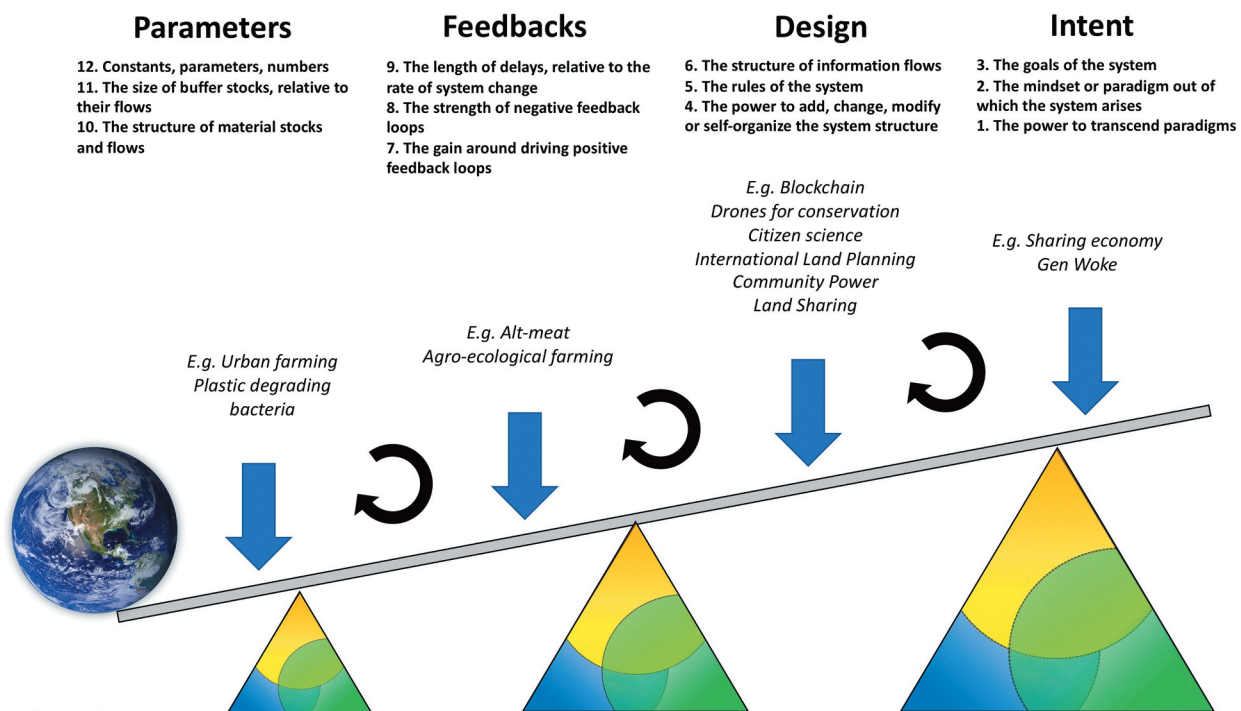 Parameters
12. Constants, parameters, numbers
11. The size of buffer stocks, relative to
their flows
10. The structure of material stocks
and flows
Feedbacks
9. The length of delays, relative to the
rate of system change
8. The strength of negative feedback
loops
7. The gain around driving positive
feedback loops
Design
6. The structure of information flows
5. The rules of the system
4. The power to add, change, modify
or self-organize the system structure
Intent
3. The goals of the system
2. The mindset or paradigm out of
which the system arises
1. The power to transcend paradigms
E.g. Urban farming
Plastic degrading
bacteria
E.g. Alt-meat
Agro-ecological farming
E.g. Blockchain
Drones for conservation
Citizen science
International Land Planning
Community Power
Land Sharing
E.g. Sharing economy
Gen Woke